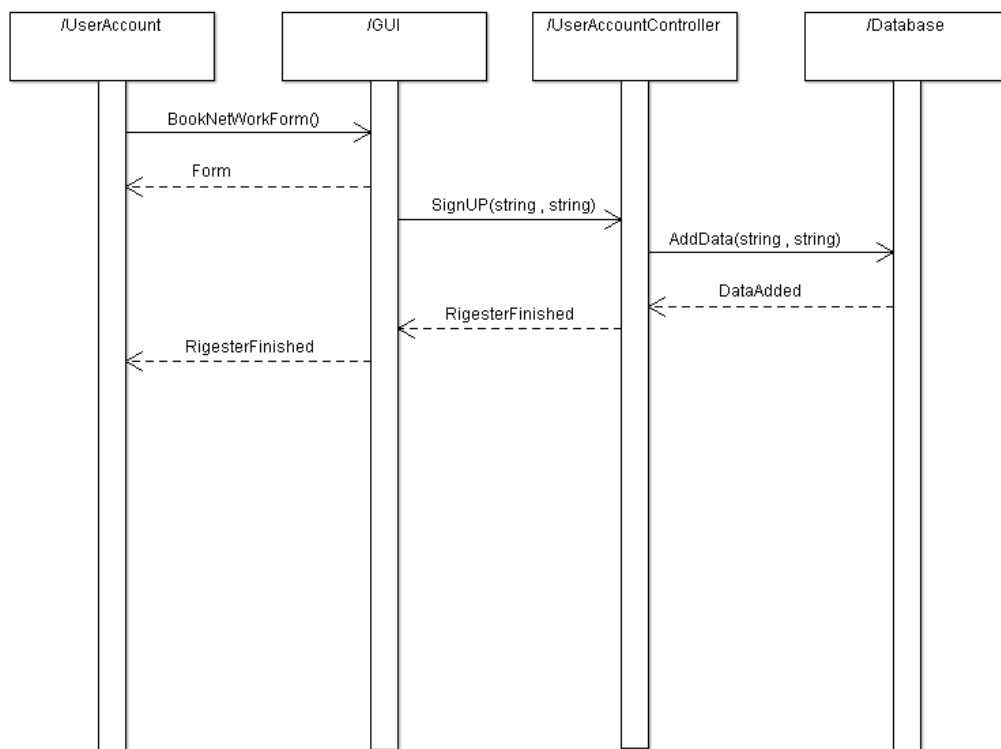 /UserAccount
/GUI
/UserAccountController
/Database
BookNetWorkForm()
Form
SignUP(string , string)
AddData(string , string)
DataAdded
RigesterFinished
RigesterFinished